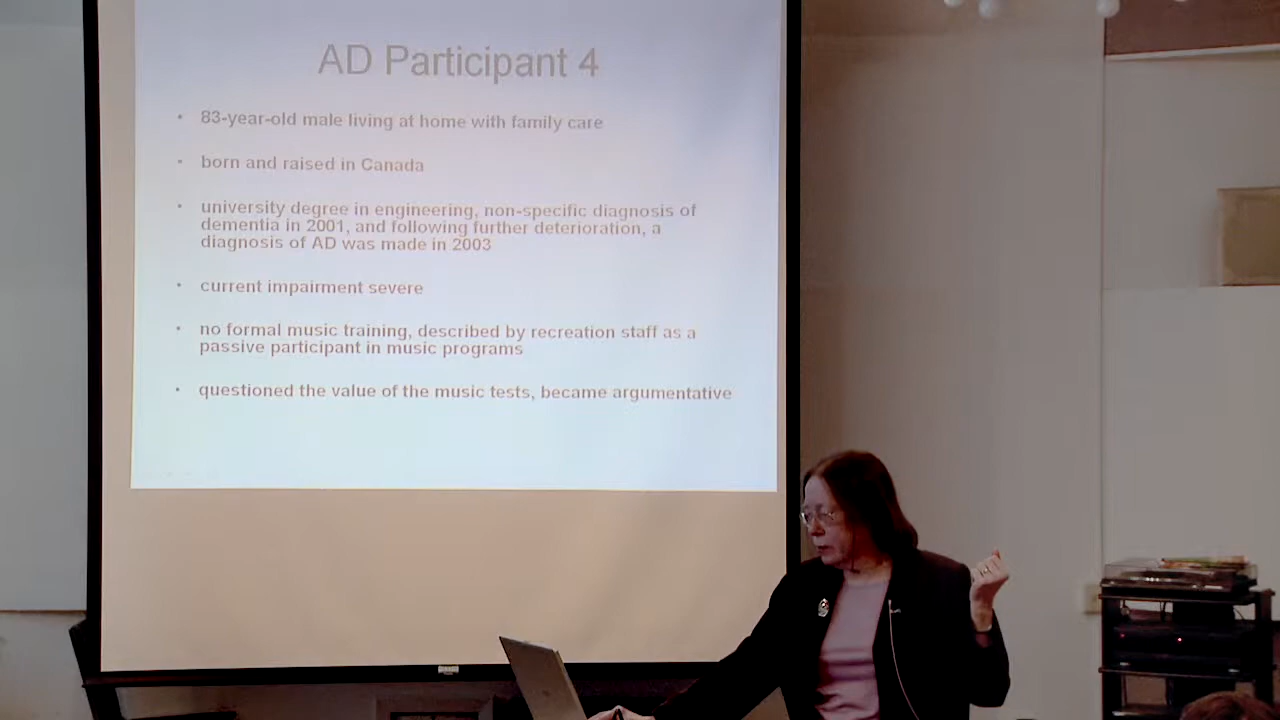 AD Participant 4
• 83-year-old male living at home with family care
• born and raised in Canada
• university degree in engineering, non-specific diagnosis of
dementia in 2001, and following further deterioration, a
diagnosis of AD was made in 2003
• current impairment severe
• no formal music training, described by recreation staff as a
passive participant in music programs
• questioned the value of the music tests, became argumentative